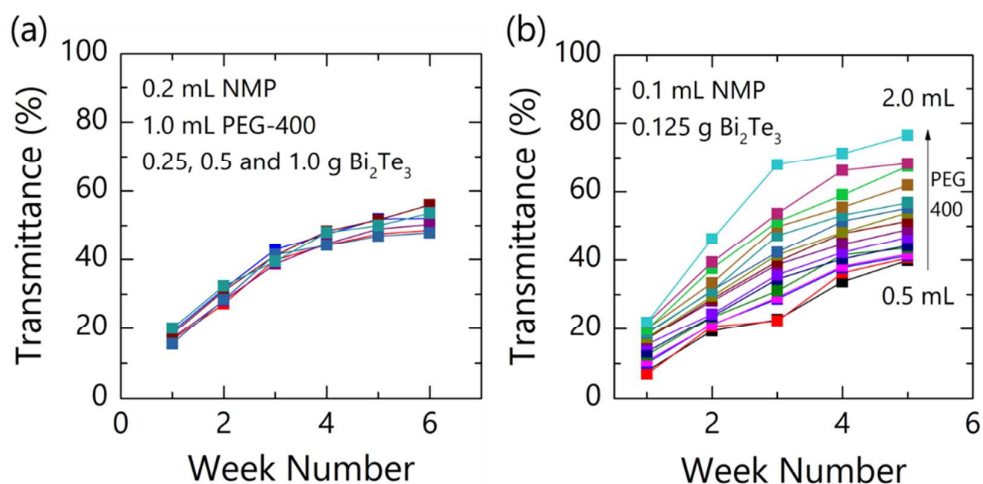 (a)
100
80
60
40
20
0
Transmittance (%)
0.2 mL NMP
1.0 mL PEG-400
0.25, 0.5 and 1.0 g Bi₂Te₃
0 2 4 6
Week Number
(b)
100
80
60
40
20
0
Transmittance (%)
0.1 mL NMP
0.125 g Bi₂Te₃
2.0 mL
PEG
400
0.5 mL
2 4 6
Week Number